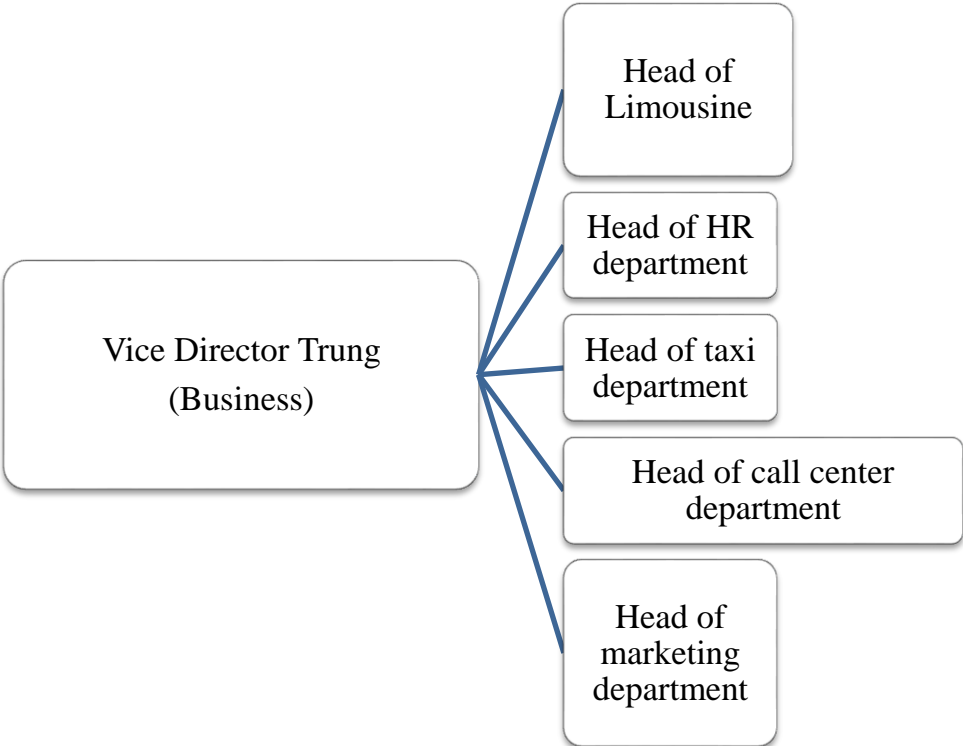 Head of
Limousine
Head of HR
department
Vice Director Trung
(Business)
Head of taxi
department
Head of call center
department
Head of
marketing
department